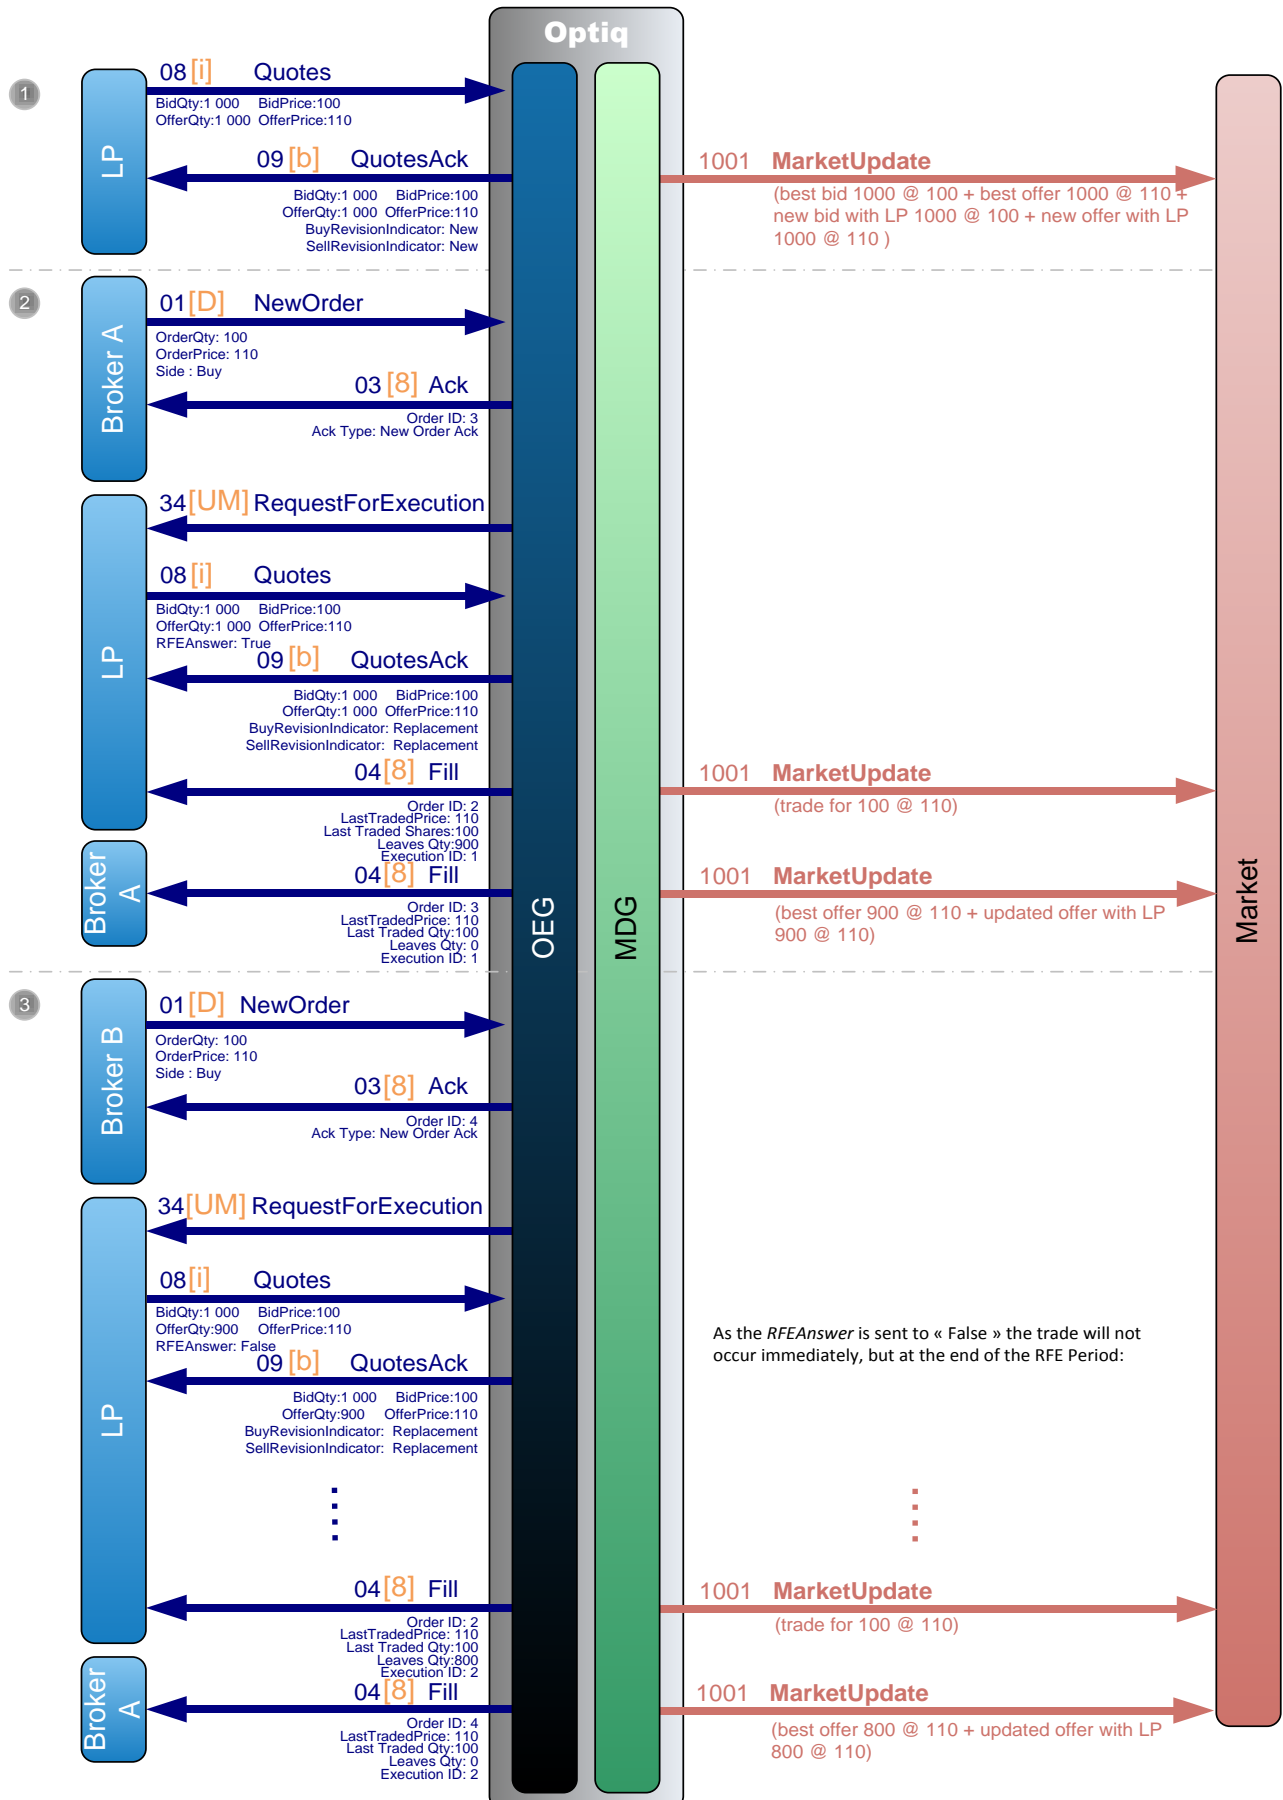 Optiq
1
LP
08 [i] Quotes
BidQty:1 000 BidPrice:100
OfferQty:1 000 OfferPrice:110
09 [b] QuotesAck
BidQty:1 000 BidPrice:100
OfferQty:1 000 OfferPrice:110
BuyRevisionIndicator: New
SellRevisionIndicator: New
1001 MarketUpdate
(best bid 1000 @ 100 + best offer 1000 @ 110 +
new bid with LP 1000 @ 100 + new offer with LP
1000 @ 110 )
2
Broker A
01 [D] NewOrder
OrderQty: 100
OrderPrice: 110
Side : Buy
03 [8] Ack
Order ID: 3
Ack Type: New Order Ack
LP
34 [UM] RequestForExecution
08 [i] Quotes
BidQty:1 000 BidPrice:100
OfferQty:1 000 OfferPrice:110
RFEAnswer: True
09 [b] QuotesAck
BidQty:1 000 BidPrice:100
OfferQty:1 000 OfferPrice:110
BuyRevisionIndicator: Replacement
SellRevisionIndicator: Replacement
04 [8] Fill
Order ID: 2
LastTradedPrice: 110
Last Traded Shares:100
Leaves Qty:900
Execution ID: 1
1001 MarketUpdate
(trade for 100 @ 110)
Broker
A
04 [8] Fill
Order ID: 3
LastTradedPrice: 110
Last Traded Qty:100
Leaves Qty: 0
Execution ID: 1
1001 MarketUpdate
(best offer 900 @ 110 + updated offer with LP
900 @ 110)
OEG
MDG
Market
3
Broker B
01 [D] NewOrder
OrderQty: 100
OrderPrice: 110
Side : Buy
03 [8] Ack
Order ID: 4
Ack Type: New Order Ack
LP
34 [UM] RequestForExecution
08 [i] Quotes
BidQty:1 000 BidPrice:100
OfferQty:900 OfferPrice:110
RFEAnswer: False
As the RFEAnswer is sent to « False » the trade will not
occur immediately, but at the end of the RFE Period:
09 [b] QuotesAck
BidQty:1 000 BidPrice:100
OfferQty:900 OfferPrice:110
BuyRevisionIndicator: Replacement
SellRevisionIndicator: Replacement
04 [8] Fill
Order ID: 2
LastTradedPrice: 110
Last Traded Qty:100
Leaves Qty:800
Execution ID: 2
1001 MarketUpdate
(trade for 100 @ 110)
Broker
A
04 [8] Fill
Order ID: 4
LastTradedPrice: 110
Last Traded Qty:100
Leaves Qty: 0
Execution ID: 2
1001 MarketUpdate
(best offer 800 @ 110 + updated offer with LP
800 @ 110)